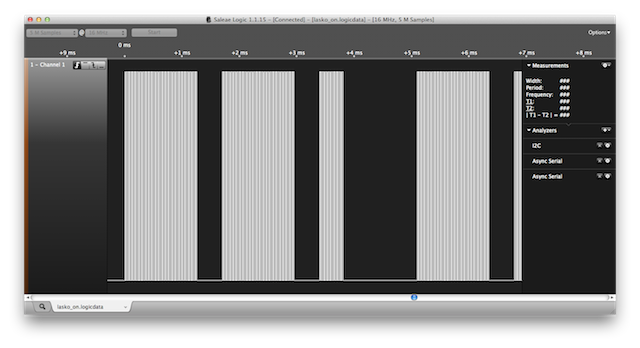 Saleae Logic 1.1.15 - [Connected] - [lasko_on.logicdata] - [16 MHz, 5 M Samples]
5 M Samples 16 MHz Start Options
0 ms
+9 ms +1 ms +2 ms +3 ms +4 ms +5 ms +6 ms +7 ms +8 ms
1 - Channel 1
Measurements
Width: ###
Period: ###
Frequency: ###
T1: ###
T2: ###
| T1 - T2 | = ###
Analyzers
I2C
Async Serial
Async Serial
lasko_on.logicdata